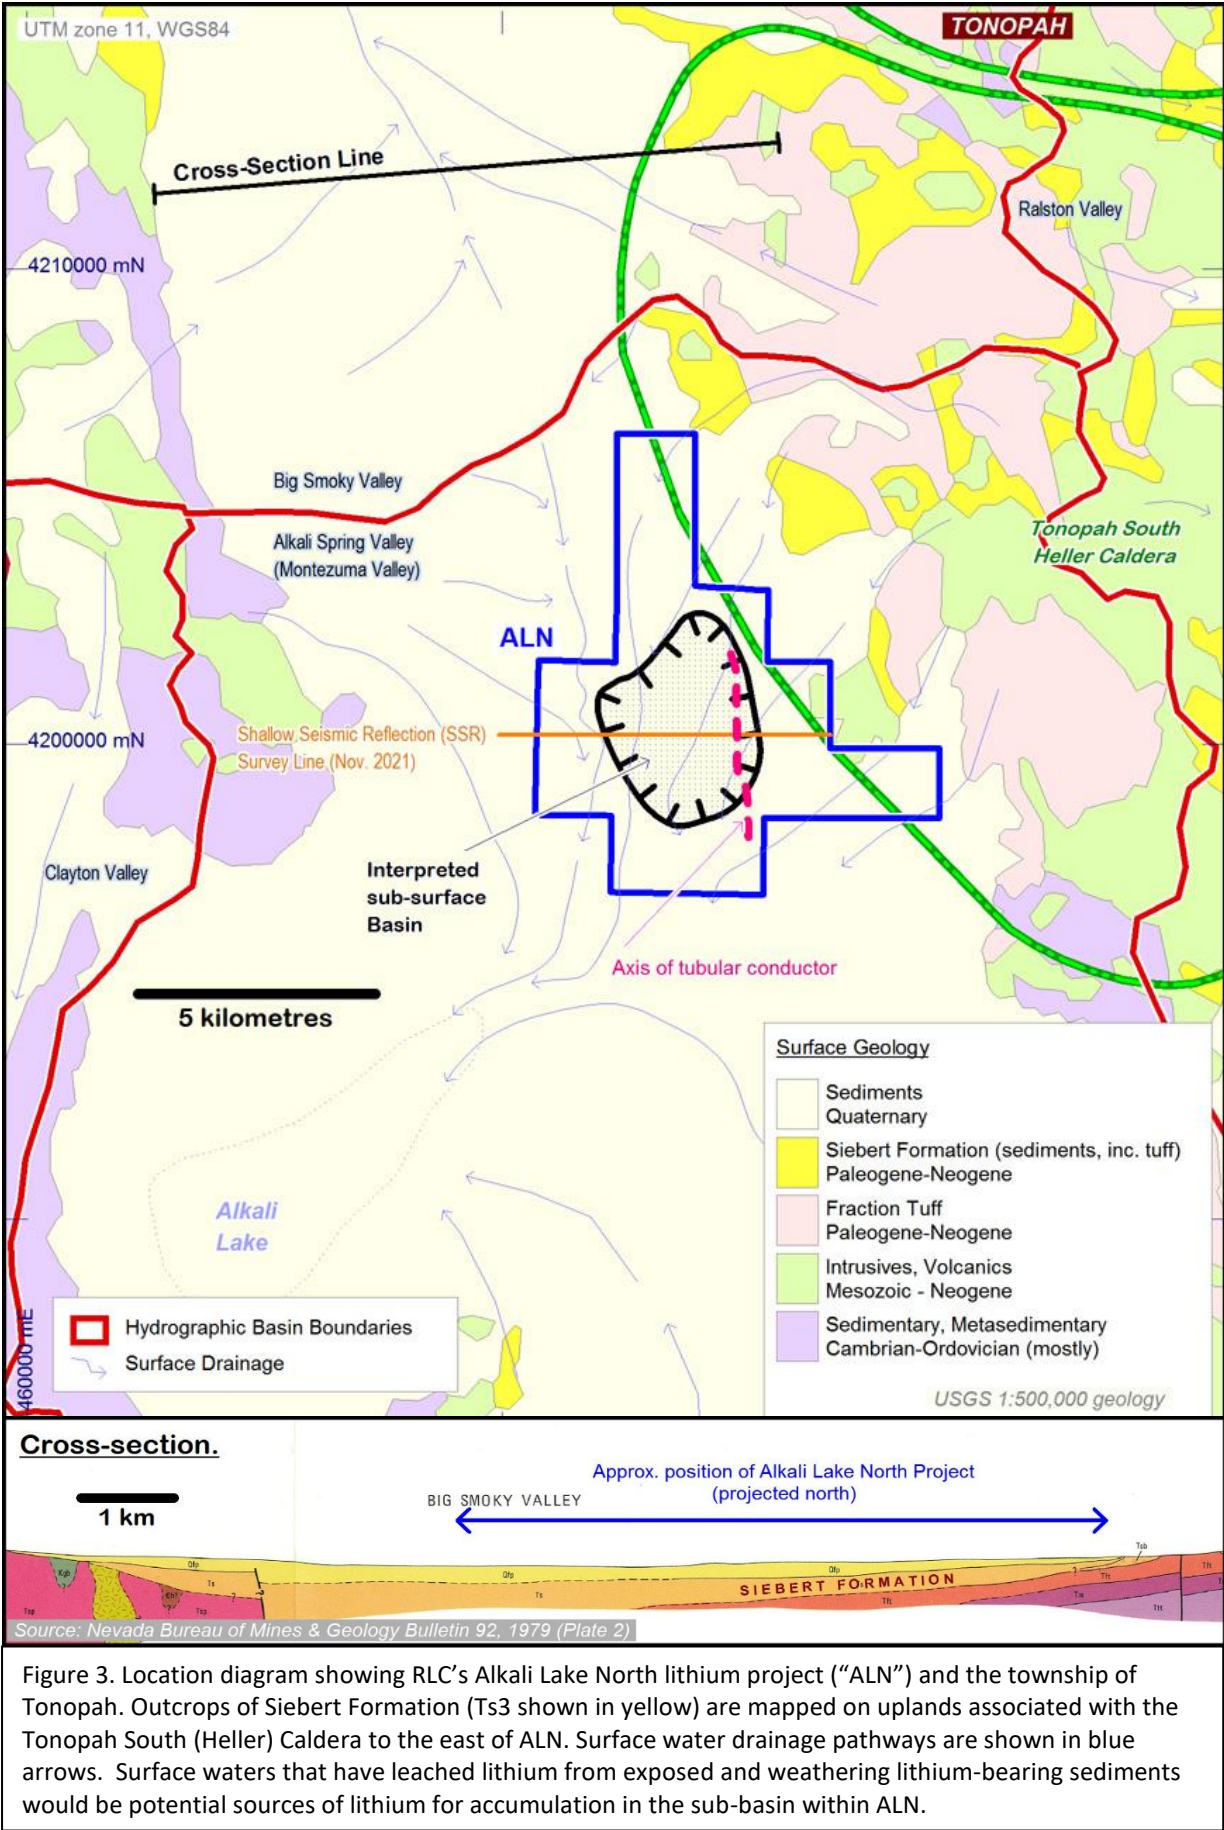 UTM zone 11, WGS84
TONOPAH
Cross-Section Line
Ralston Valley
4210000 mN
Big Smoky Valley
Alkali Spring Valley
(Montezuma Valley)
Tonopah South
Heller Caldera
ALN
4200000 mN
Shallow Seismic Reflection (SSR)
Survey Line (Nov. 2021)
Clayton Valley
Interpreted
sub-surface
Basin
Axis of tubular conductor
5 kilometres
Alkali
Lake
Surface Geology
Sediments
Quaternary
Siebert Formation (sediments, inc. tuff)
Paleogene-Neogene
Fraction Tuff
Paleogene-Neogene
Intrusives, Volcanics
Mesozoic - Neogene
Sedimentary, Metasedimentary
Cambrian-Ordovician (mostly)
Hydrographic Basin Boundaries
Surface Drainage
460000 mE
USGS 1:500,000 geology
Cross-section.
Approx. position of Alkali Lake North Project
(projected north)
BIG SMOKY VALLEY
1 km
Tsb
Qfp
Qfp
Qfp
Kgb
Ts
Ts
SIEBERT FORMATION
Tft
Tft
Tft
?
?
Source: Nevada Bureau of Mines & Geology Bulletin 92, 1979 (Plate 2)
Figure 3. Location diagram showing RLC’s Alkali Lake North lithium project (“ALN”) and the township of
Tonopah. Outcrops of Siebert Formation (Ts3 shown in yellow) are mapped on uplands associated with the
Tonopah South (Heller) Caldera to the east of ALN. Surface water drainage pathways are shown in blue
arrows. Surface waters that have leached lithium from exposed and weathering lithium-bearing sediments
would be potential sources of lithium for accumulation in the sub-basin within ALN.